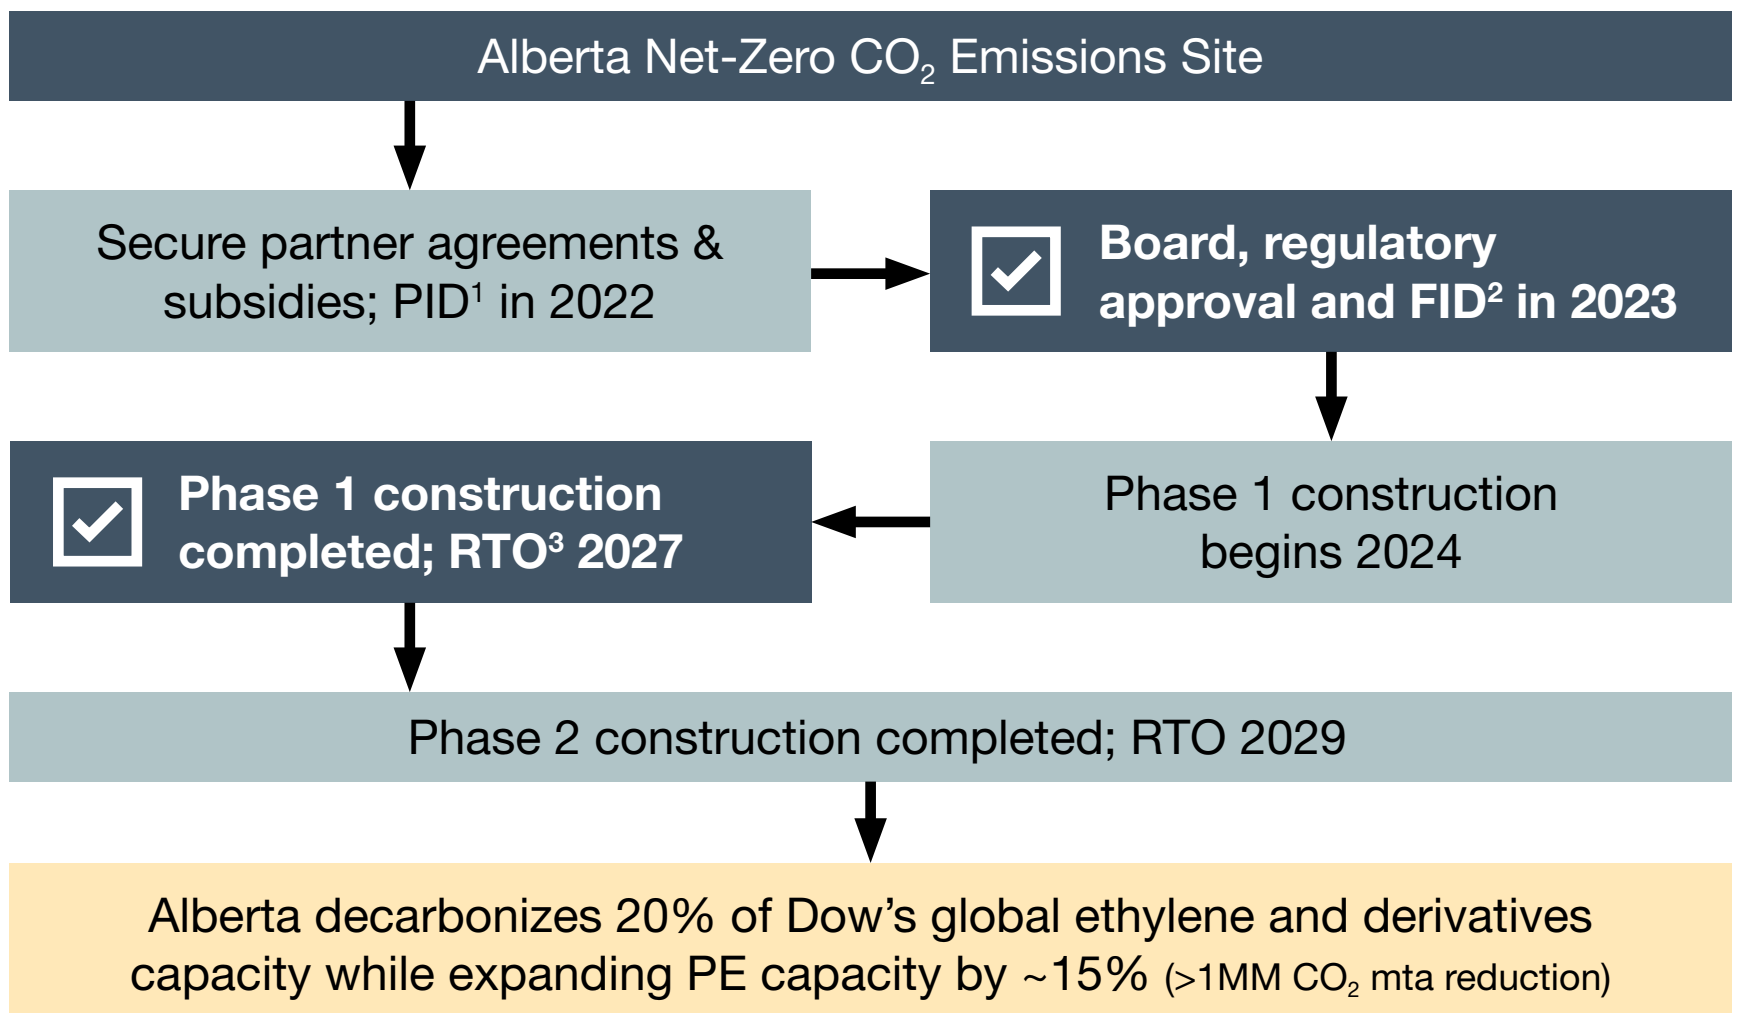 Alberta Net-Zero CO₂ Emissions Site
Secure partner agreements &
subsidies; PID¹ in 2022
Board, regulatory
approval and FID² in 2023
Phase 1 construction
begins 2024
Phase 1 construction
completed; RTO³ 2027
Phase 2 construction completed; RTO 2029
Alberta decarbonizes 20% of Dow’s global ethylene and derivatives
capacity while expanding PE capacity by ~15% (>1MM CO₂ mta reduction)